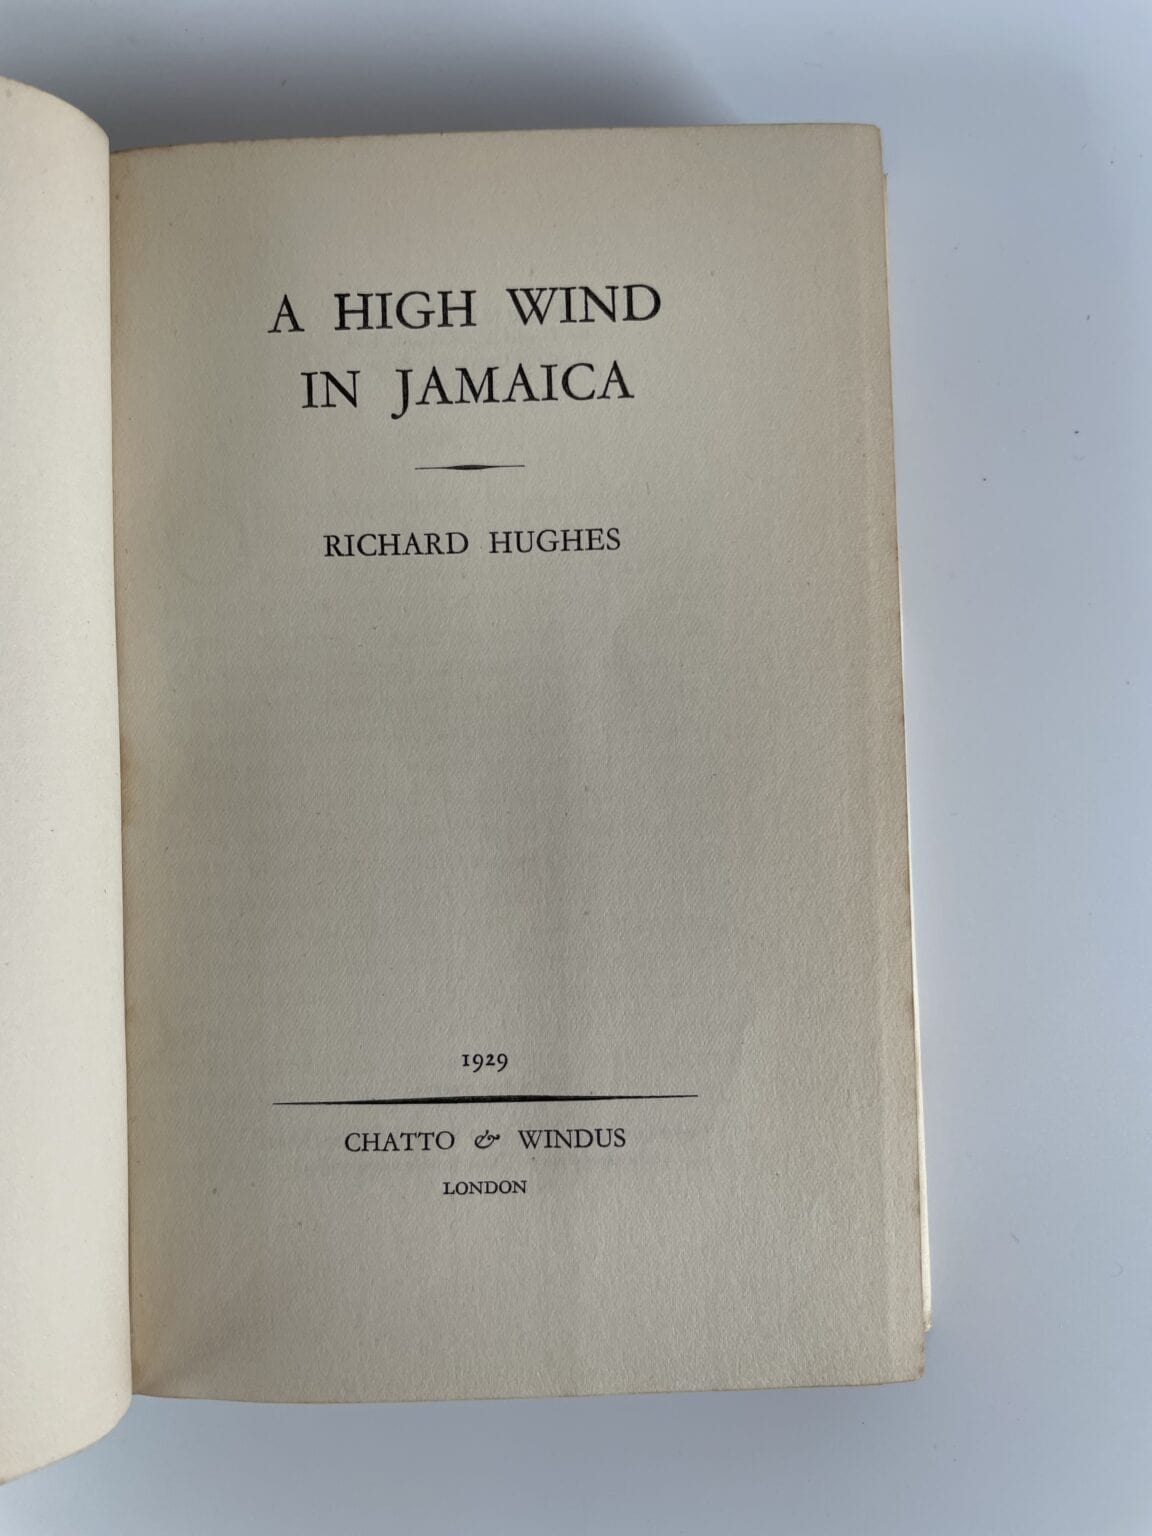 A HIGH WIND
IN JAMAICA
RICHARD HUGHES
1929
CHATTO & WINDUS
LONDON